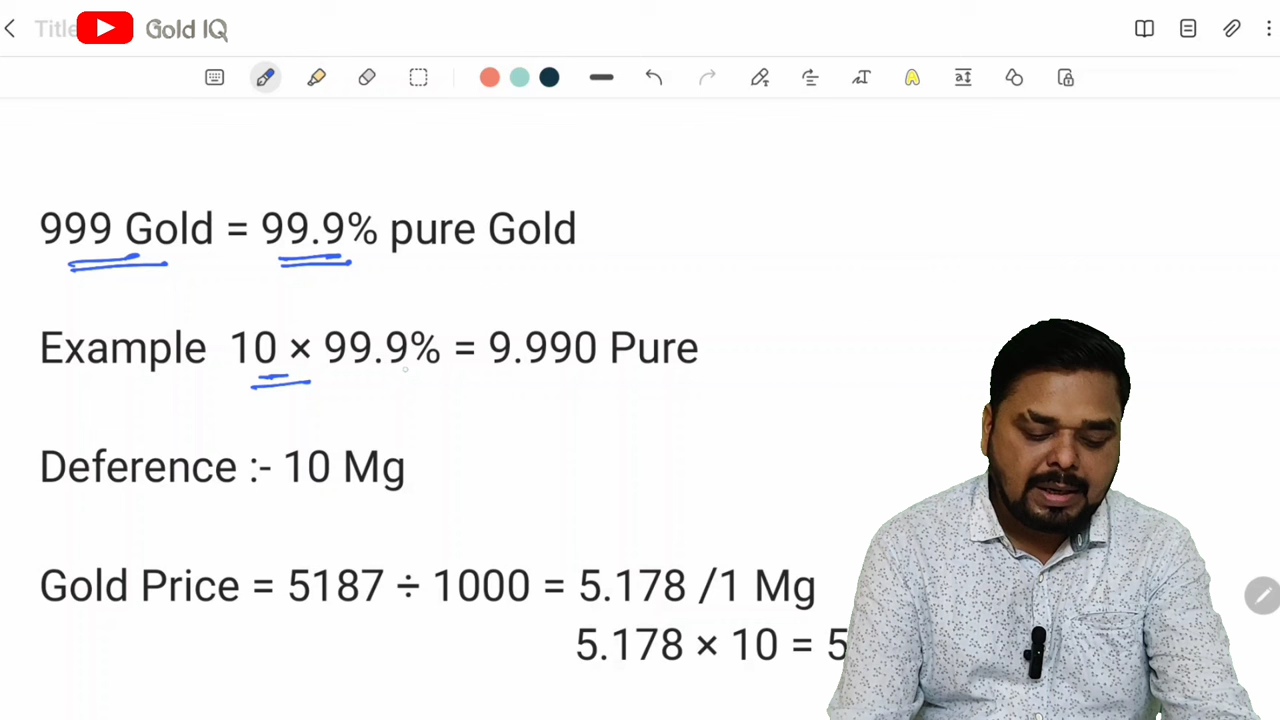 Title
Gold IQ
999 Gold = 99.9% pure Gold
Example 10 × 99.9% = 9.990 Pure
Deference :- 10 Mg
Gold Price = 5187 ÷ 1000 = 5.178 /1 Mg
5.178 × 10 = 5